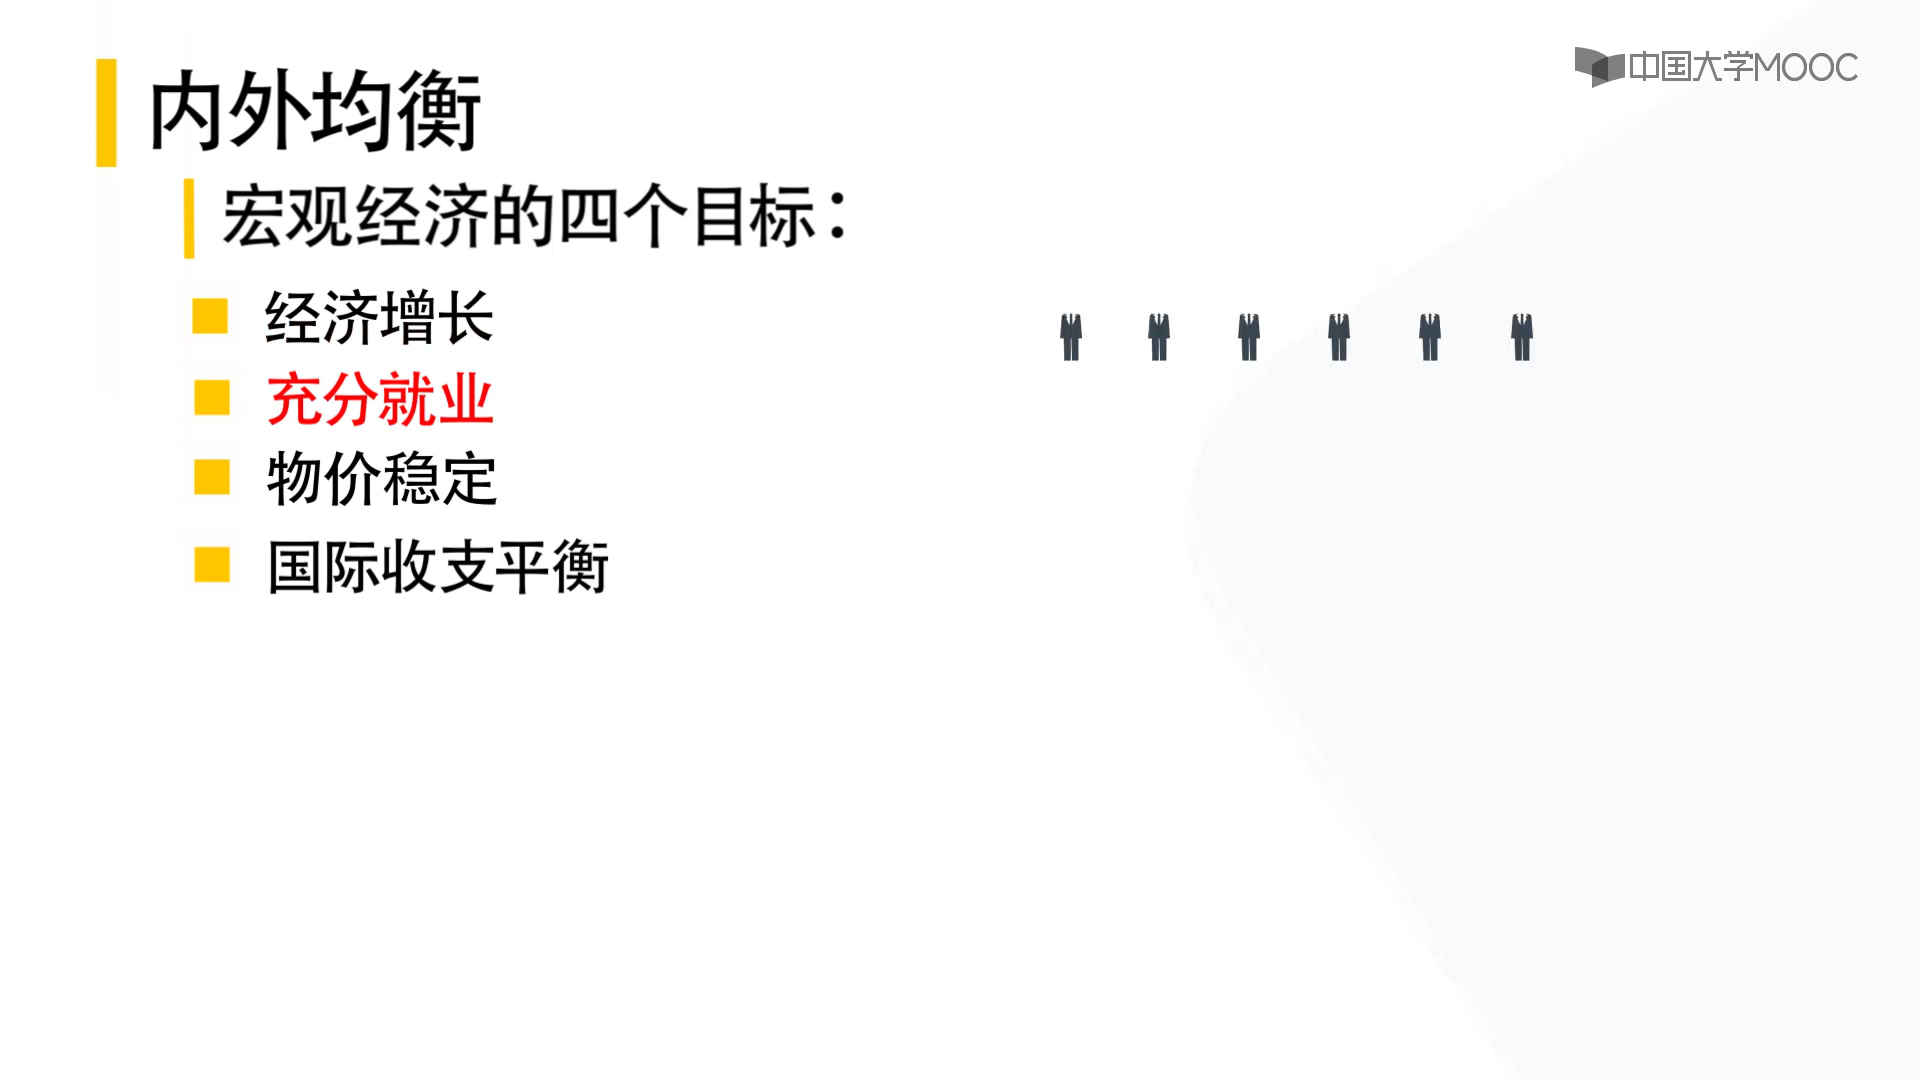 中国大学MOOC
内外均衡
宏观经济的四个目标：
经济增长
充分就业
物价稳定
国际收支平衡